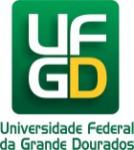 UF
GD
Universidade Federal
da Grande Dourados